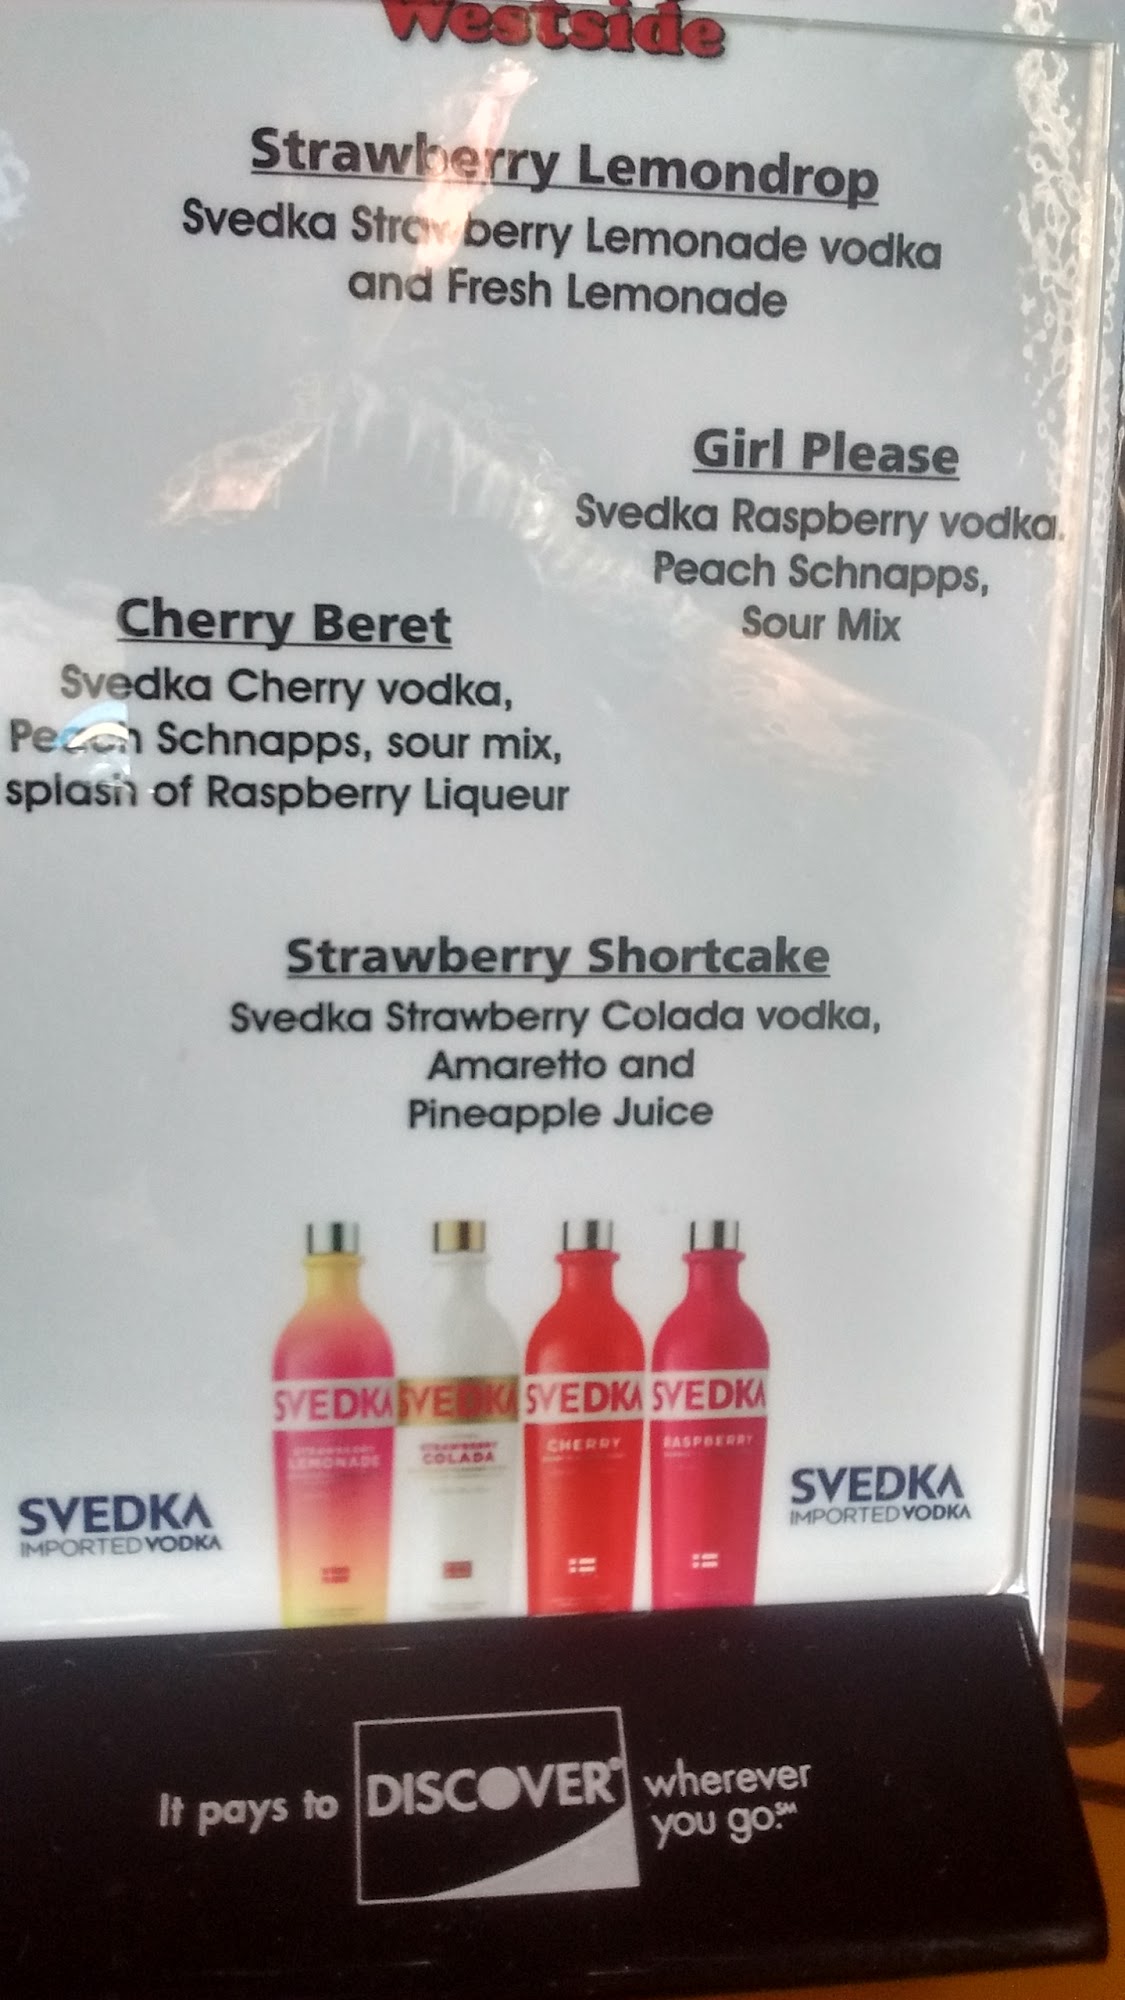 Westside
Strawberry Lemondrop
Svedka Strawberry Lemonade vodka
and Fresh Lemonade
Girl Please
Svedka Raspberry vodka,
Peach Schnapps,
Sour Mix
Cherry Beret
Svedka Cherry vodka,
Peach Schnapps, sour mix,
splash of Raspberry Liqueur
Strawberry Shortcake
Svedka Strawberry Colada vodka,
Amaretto and
Pineapple Juice
SVEDKA SVEDKA SVEDKA SVEDKA
STRAWBERRY
LEMONADE
STRAWBERRY
COLADA
CHERRY
RASPBERRY
SVEDKA
IMPORTED VODKA
SVEDKA
IMPORTED VODKA
It pays to DISCOVER® wherever
you go.℠